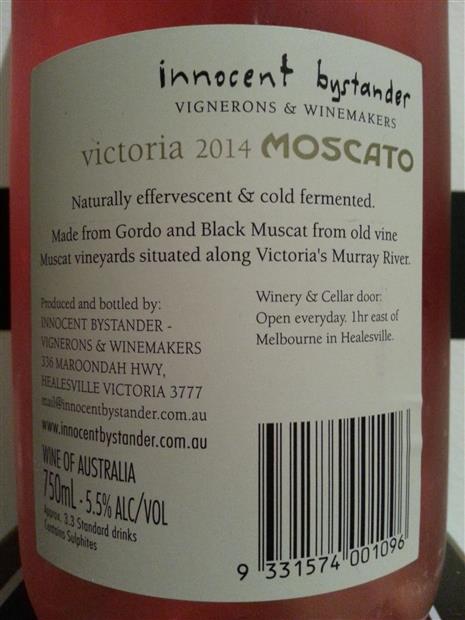 innocent bystander
VIGNERONS & WINEMAKERS
victoria 2014 MOSCATO
Naturally effervescent & cold fermented.
Made from Gordo and Black Muscat from old vine
Muscat vineyards situated along Victoria's Murray River.
Produced and bottled by:
INNOCENT BYSTANDER -
VIGNERONS & WINEMAKERS
336 MAROONDAH HWY,
HEALESVILLE VICTORIA 3777
mail@innocentbystander.com.au
www.innocentbystander.com.au
WINE OF AUSTRALIA
750mL - 5.5% ALC/VOL
Approx. 3.3 Standard drinks
Contains Sulphites
Winery & Cellar door:
Open everyday. 1hr east of
Melbourne in Healesville.
9 331574 001096